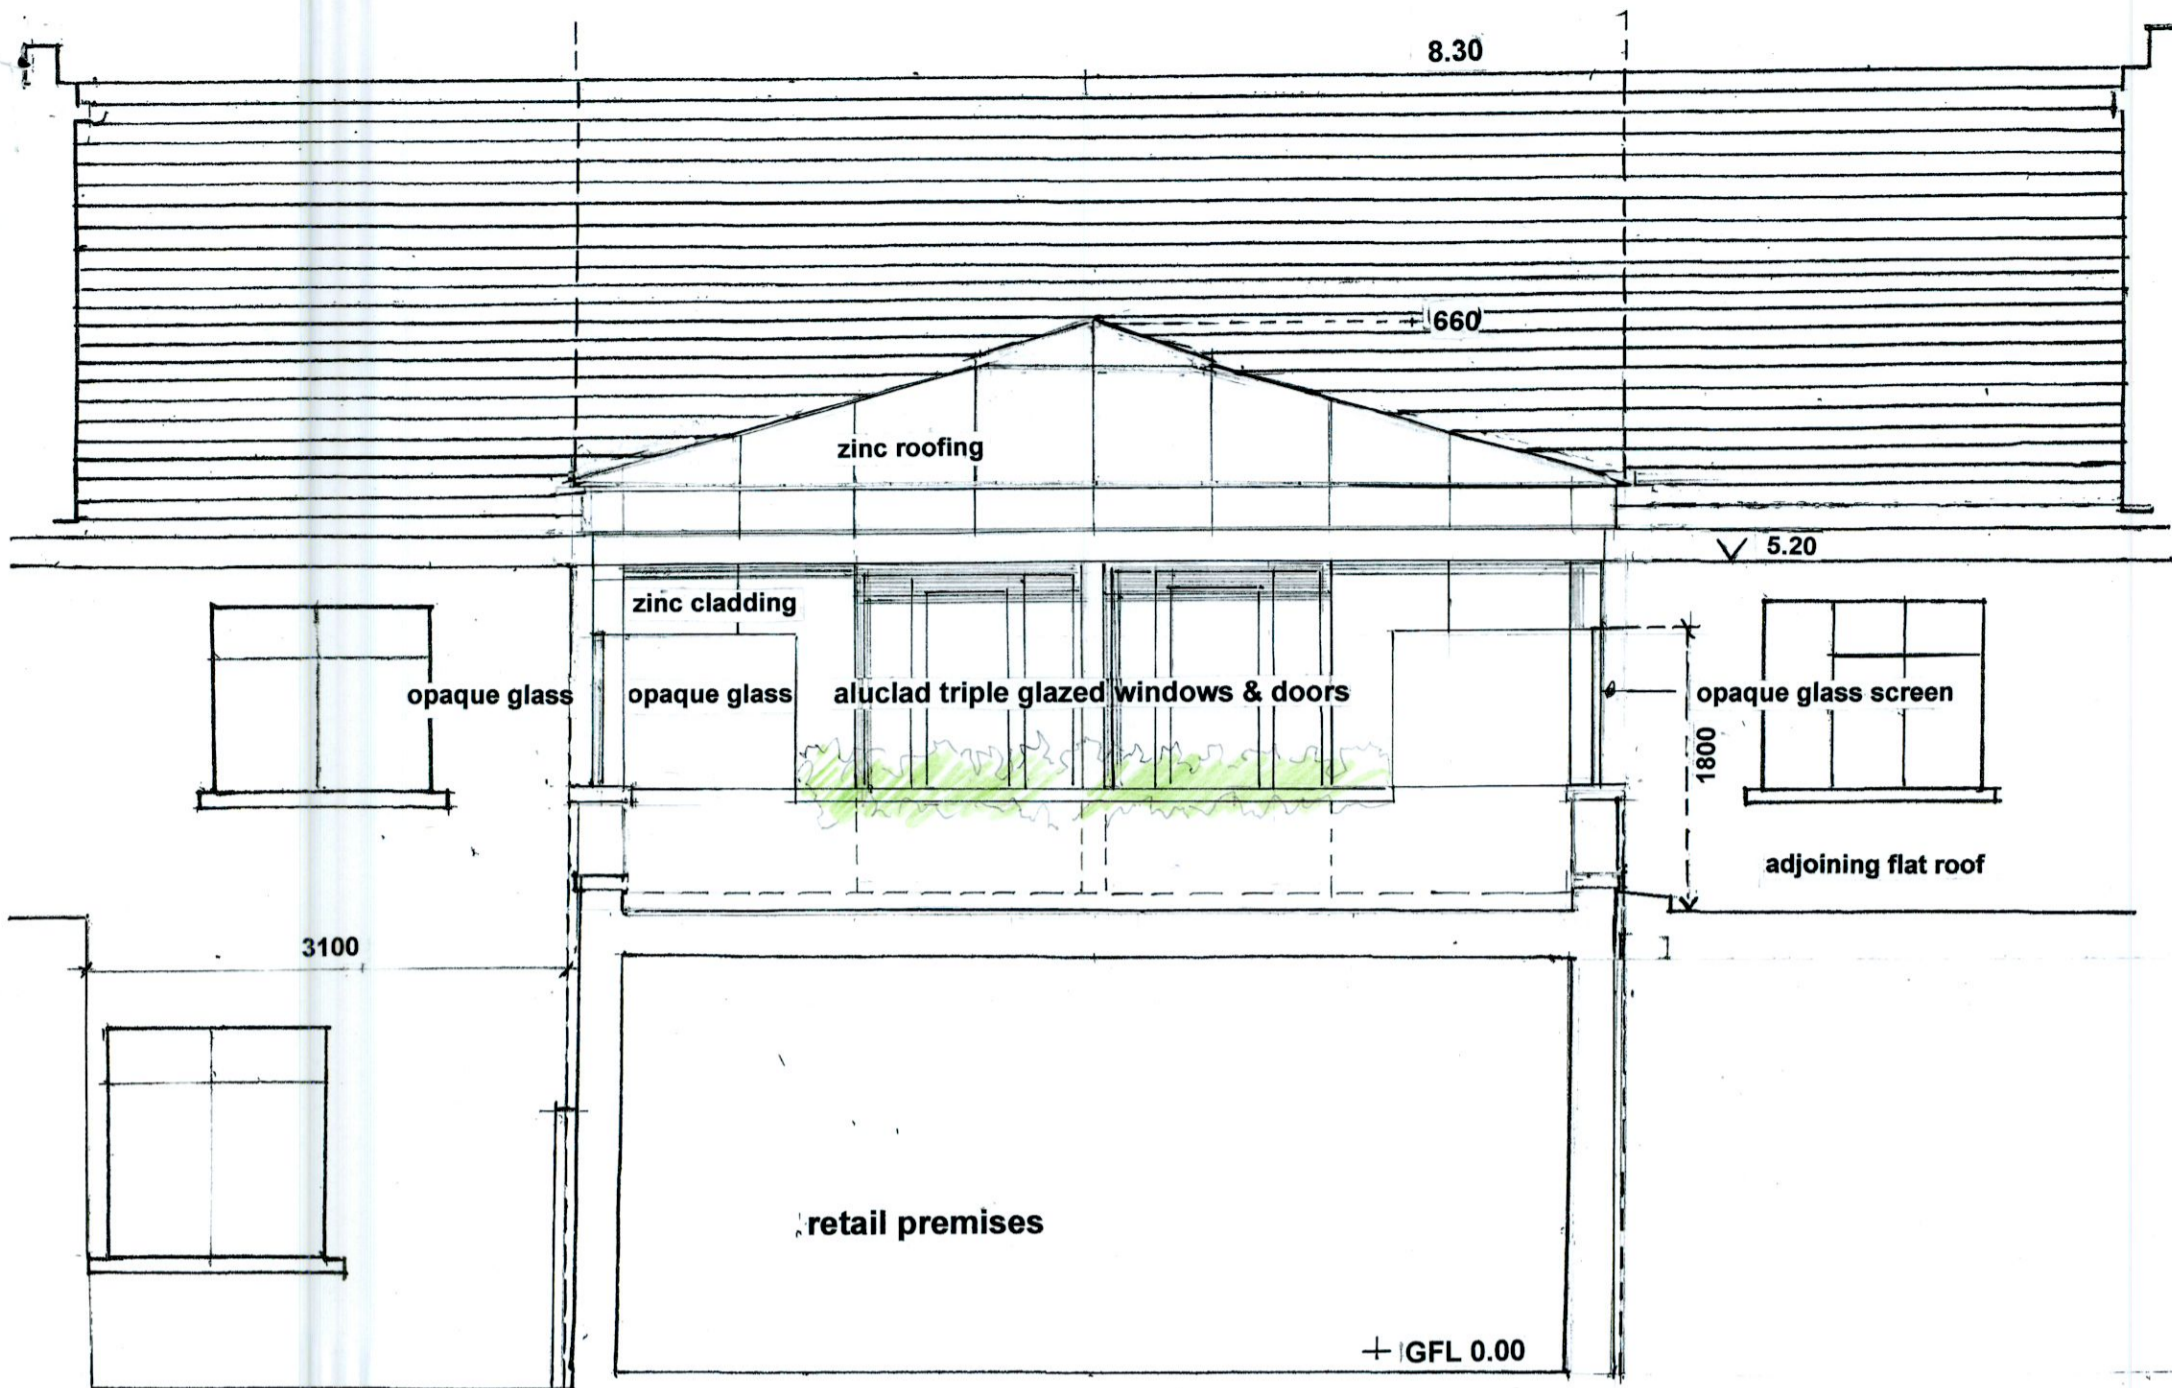 8.30
660
zinc roofing
5.20
zinc cladding
opaque glass
opaque glass
aluclad triple glazed windows & doors
opaque glass screen
1800
adjoining flat roof
3100
retail premises
GFL 0.00